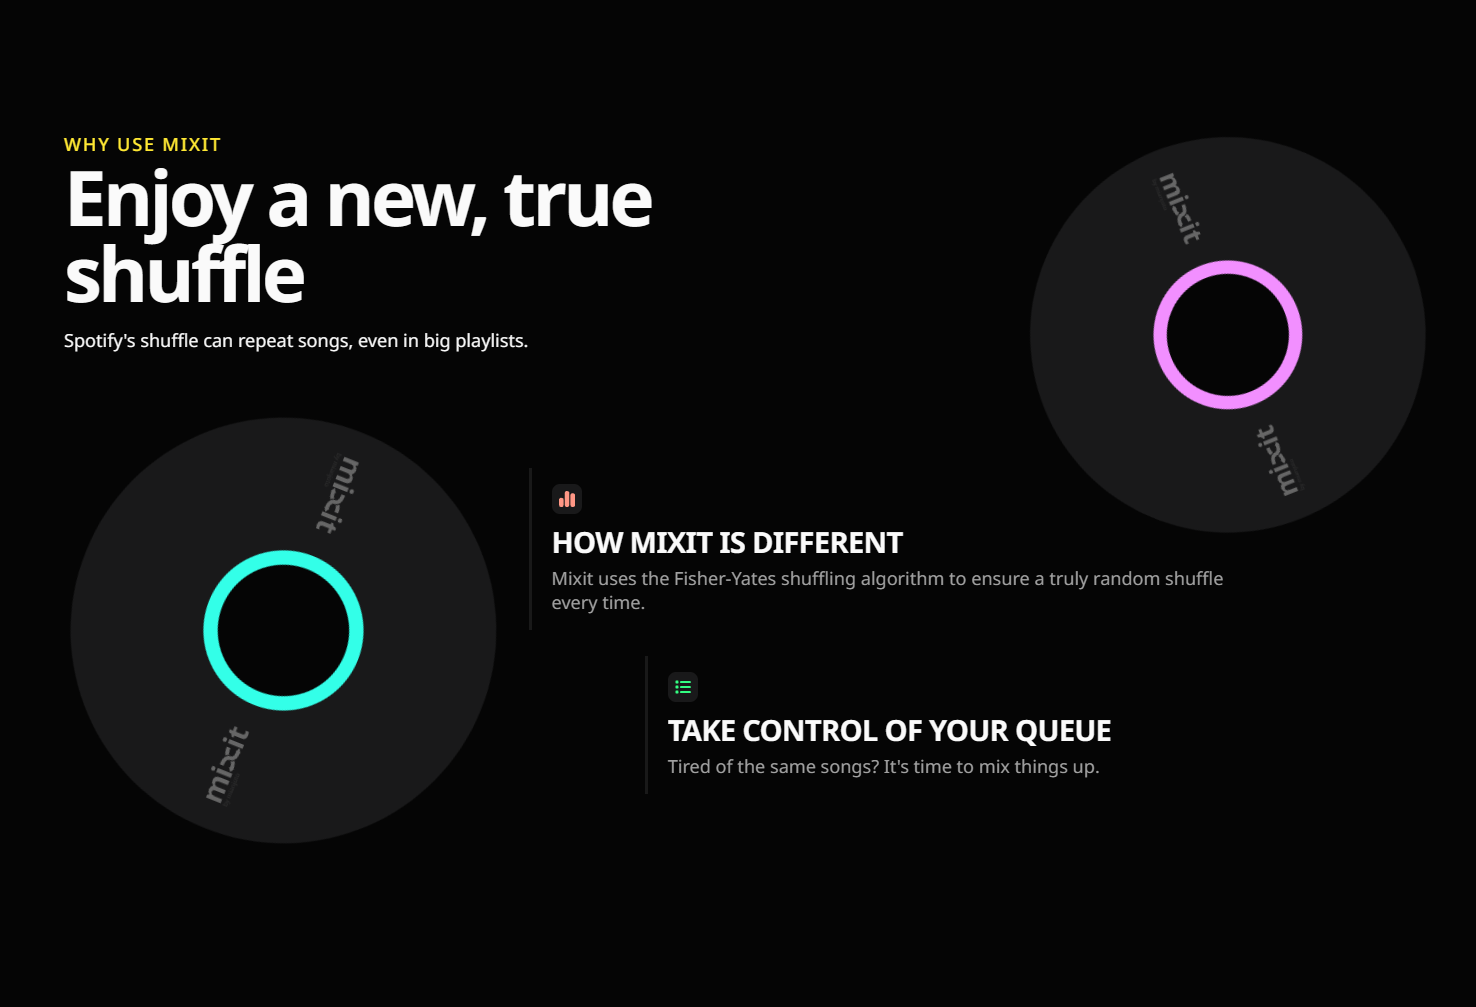 WHY USE MIXIT
Enjoy a new, true
shuffle
Spotify's shuffle can repeat songs, even in big playlists.
mixit
mixit
mixit
mixit
HOW MIXIT IS DIFFERENT
Mixit uses the Fisher-Yates shuffling algorithm to ensure a truly random shuffle
every time.
TAKE CONTROL OF YOUR QUEUE
Tired of the same songs? It's time to mix things up.